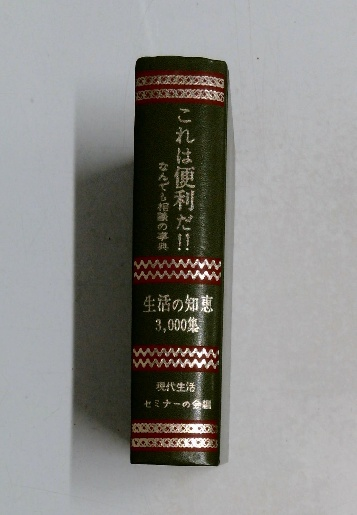 これは便利だ!!
なんでも相談の事典
生活の知恵
3,000集
現代生活
セミナーの会編